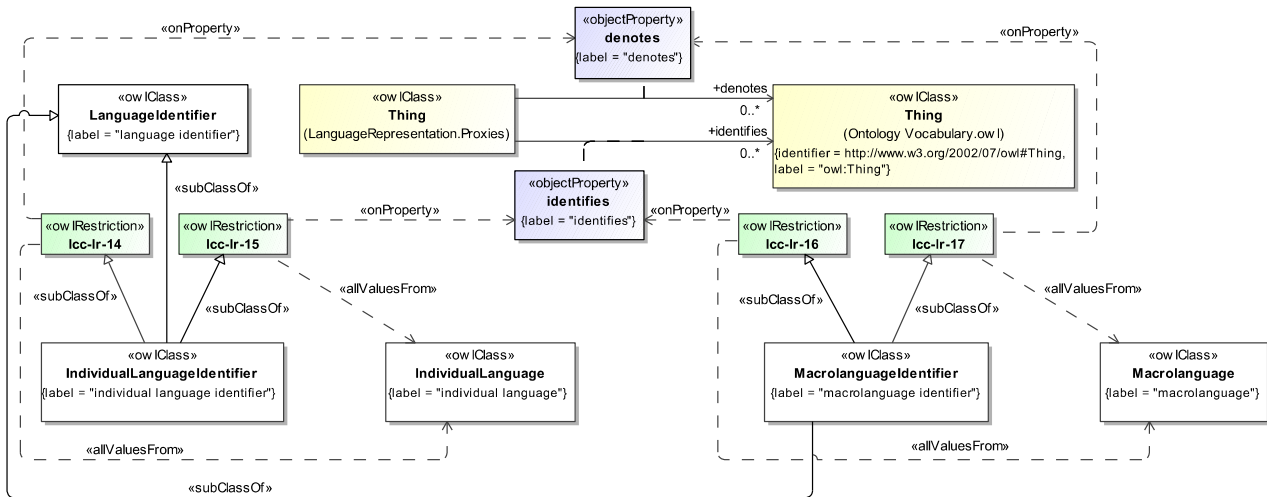 «objectProperty»
denotes
{label = "denotes"}
«onProperty»
«onProperty»
«owlClass»
LanguageIdentifier
{label = "language identifier"}
«owlClass»
Thing
(LanguageRepresentation.Proxies)
+denotes
0..*
+identifies
0..*
«owlClass»
Thing
(Ontology Vocabulary.owl)
{identifier = http://www.w3.org/2002/07/owl#Thing,
label = "owl:Thing"}
«subClassOf»
«objectProperty»
identifies
{label = "identifies"}
«onProperty»
«onProperty»
«owlRestriction»
lcc-lr-14
«owlRestriction»
lcc-lr-15
«owlRestriction»
lcc-lr-16
«owlRestriction»
lcc-lr-17
«subClassOf»
«subClassOf»
«allValuesFrom»
«subClassOf»
«subClassOf»
«allValuesFrom»
«owlClass»
IndividualLanguageIdentifier
{label = "individual language identifier"}
«owlClass»
IndividualLanguage
{label = "individual language"}
«owlClass»
MacrolanguageIdentifier
{label = "macrolanguage identifier"}
«owlClass»
Macrolanguage
{label = "macrolanguage"}
«allValuesFrom»
«allValuesFrom»
«subClassOf»